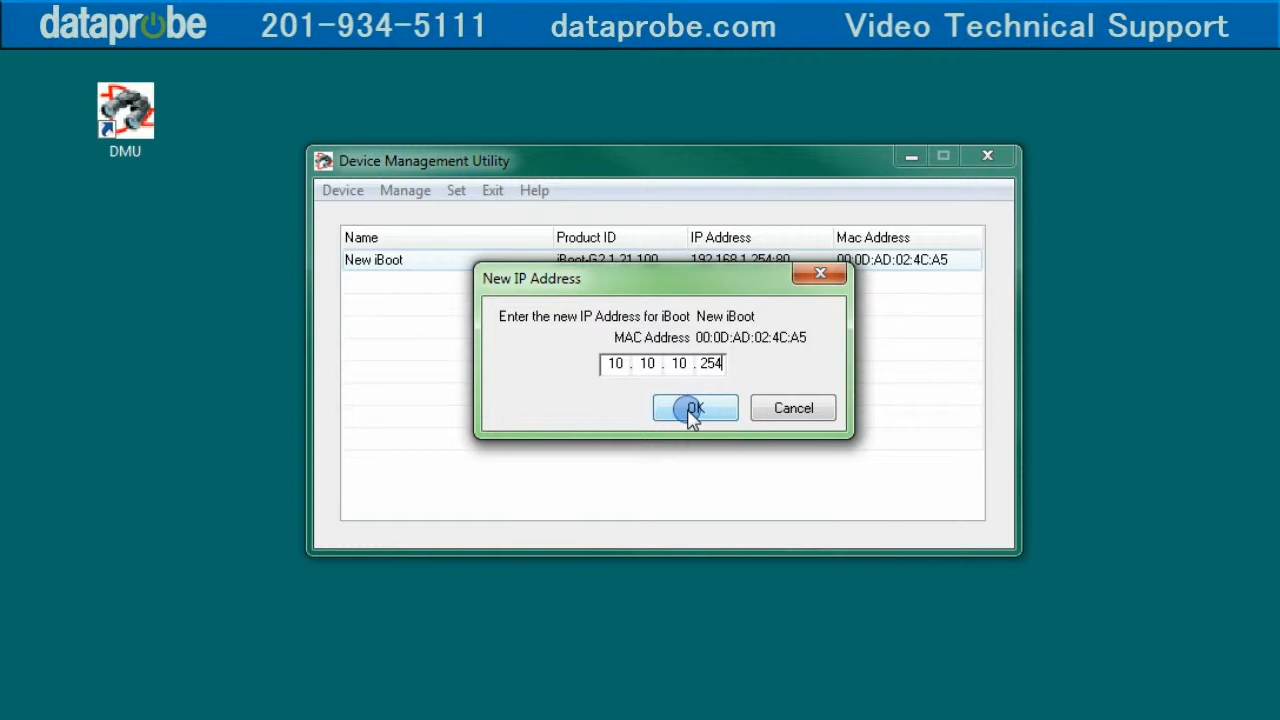 dataprobe 201-934-5111 dataprobe.com Video Technical Support
DMU
Device Management Utility
Device Manage Set Exit Help
Name Product ID IP Address Mac Address
New iBoot iBoot-G2 1.21.100 192.168.1.254:80 00:0D:AD:02:4C:A5
New IP Address
Enter the new IP Address for iBoot New iBoot
MAC Address 00:0D:AD:02:4C:A5
10 . 10 . 10 . 254
OK Cancel